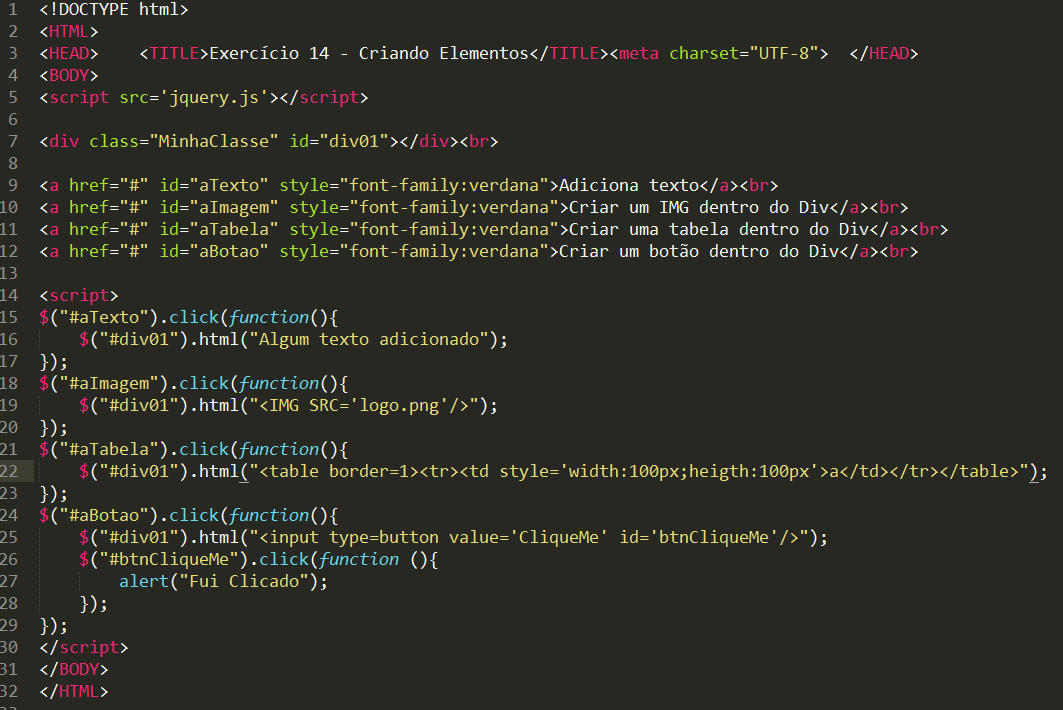 1 <!DOCTYPE html>
2 <HTML>
3 <HEAD>    <TITLE>Exercício 14 - Criando Elementos</TITLE><meta charset="UTF-8">  </HEAD>
4 <BODY>
5 <script src='jquery.js'></script>
6
7 <div class="MinhaClasse" id="div01"></div><br>
8
9 <a href="#" id="aTexto" style="font-family:verdana">Adiciona texto</a><br>
10 <a href="#" id="aImagem" style="font-family:verdana">Criar um IMG dentro do Div</a><br>
11 <a href="#" id="aTabela" style="font-family:verdana">Criar uma tabela dentro do Div</a><br>
12 <a href="#" id="aBotao" style="font-family:verdana">Criar um botão dentro do Div</a><br>
13
14 <script>
15 $("#aTexto").click(function(){
16     $("#div01").html("Algum texto adicionado");
17 });
18 $("#aImagem").click(function(){
19     $("#div01").html("<IMG SRC='logo.png'/>");
20 });
21 $("#aTabela").click(function(){
22     $("#div01").html("<table border=1><tr><td style='width:100px;heigth:100px'>a</td></tr></table>");
23 });
24 $("#aBotao").click(function(){
25     $("#div01").html("<input type=button value='CliqueMe' id='btnCliqueMe'/>");
26     $("#btnCliqueMe").click(function (){
27         alert("Fui Clicado");
28     });
29 });
30 </script>
31 </BODY>
32 </HTML>